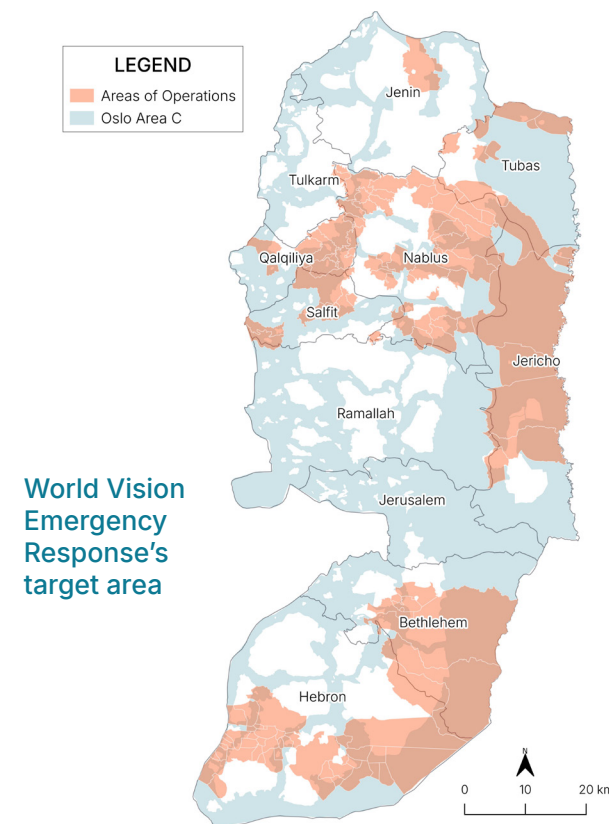 LEGEND
Areas of Operations
Oslo Area C
Jenin
Tubas
Tulkarm
Qalqiliya
Nablus
Salfit
Jericho
Ramallah
World Vision
Emergency
Response's
target area
Jerusalem
Bethlehem
Hebron
N
0 10 20 km